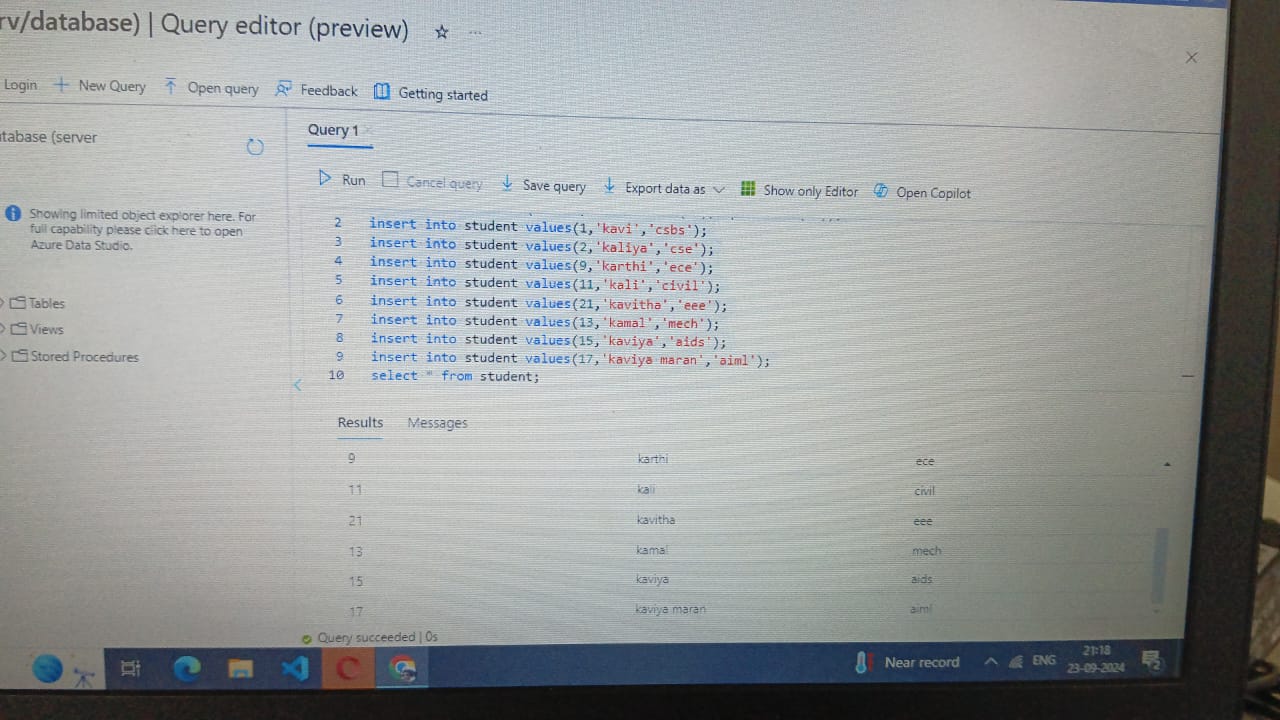 rv/database) | Query editor (preview)
Login New Query Open query Feedback Getting started
tabase (server
Query 1
Run Cancel query Save query Export data as Show only Editor Open Copilot
Showing limited object explorer here. For
full capability please click here to open
Azure Data Studio.
Tables
Views
Stored Procedures
2 insert into student values(1,'kavi','csbs');
3 insert into student values(2,'kaliya','cse');
4 insert into student values(9,'karthi','ece');
5 insert into student values(11,'kali','civil');
6 insert into student values(21,'kavitha','eee');
7 insert into student values(13,'kamal','mech');
8 insert into student values(15,'kaviya','aids');
9 insert into student values(17,'kaviya maran','aiml');
10 select * from student;
Results Messages
9 karthi ece
11 kali civil
21 kavitha eee
13 kamal mech
15 kaviya aids
17 kaviya maran aiml
Query succeeded | 0s
Near record ENG 21:18
23-09-2024 2